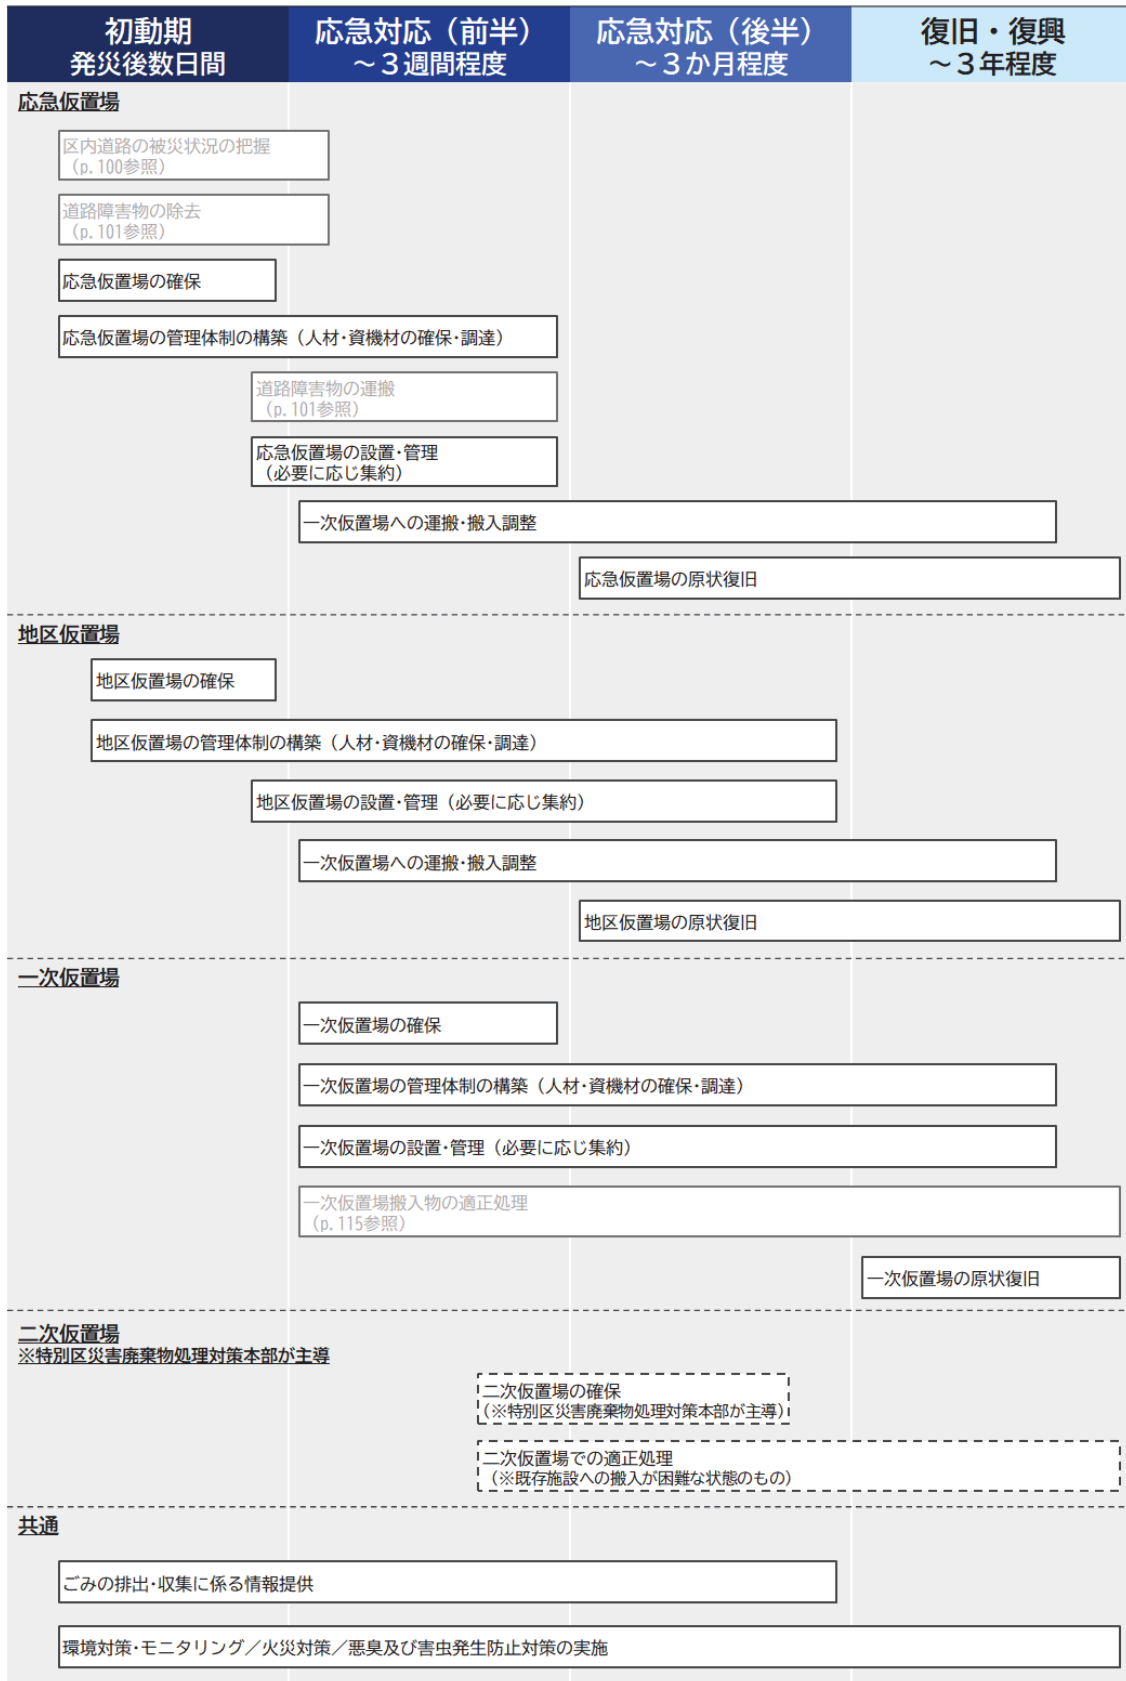 初動期
発災後数日間
応急対応（前半）
～３週間程度
応急対応（後半）
～３か月程度
復旧・復興
～３年程度
応急仮置場
区内道路の被災状況の把握
（p.100参照）
道路障害物の除去
（p.101参照）
応急仮置場の確保
応急仮置場の管理体制の構築（人材・資機材の確保・調達）
道路障害物の運搬
（p.101参照）
応急仮置場の設置・管理
（必要に応じ集約）
一次仮置場への運搬・搬入調整
応急仮置場の原状復旧
地区仮置場
地区仮置場の確保
地区仮置場の管理体制の構築（人材・資機材の確保・調達）
地区仮置場の設置・管理（必要に応じ集約）
一次仮置場への運搬・搬入調整
地区仮置場の原状復旧
一次仮置場
一次仮置場の確保
一次仮置場の管理体制の構築（人材・資機材の確保・調達）
一次仮置場の設置・管理（必要に応じ集約）
一次仮置場搬入物の適正処理
（p.115参照）
一次仮置場の原状復旧
二次仮置場
※特別区災害廃棄物処理対策本部が主導
二次仮置場の確保
（※特別区災害廃棄物処理対策本部が主導）
二次仮置場での適正処理
（※既存施設への搬入が困難な状態のもの）
共通
ごみの排出・収集に係る情報提供
環境対策・モニタリング／火災対策／悪臭及び害虫発生防止対策の実施